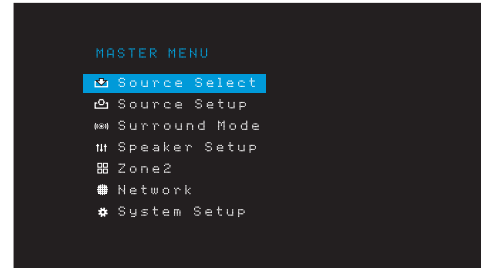 MASTER MENU
Source Select
Source Setup
Surround Mode
Speaker Setup
Zone2
Network
System Setup